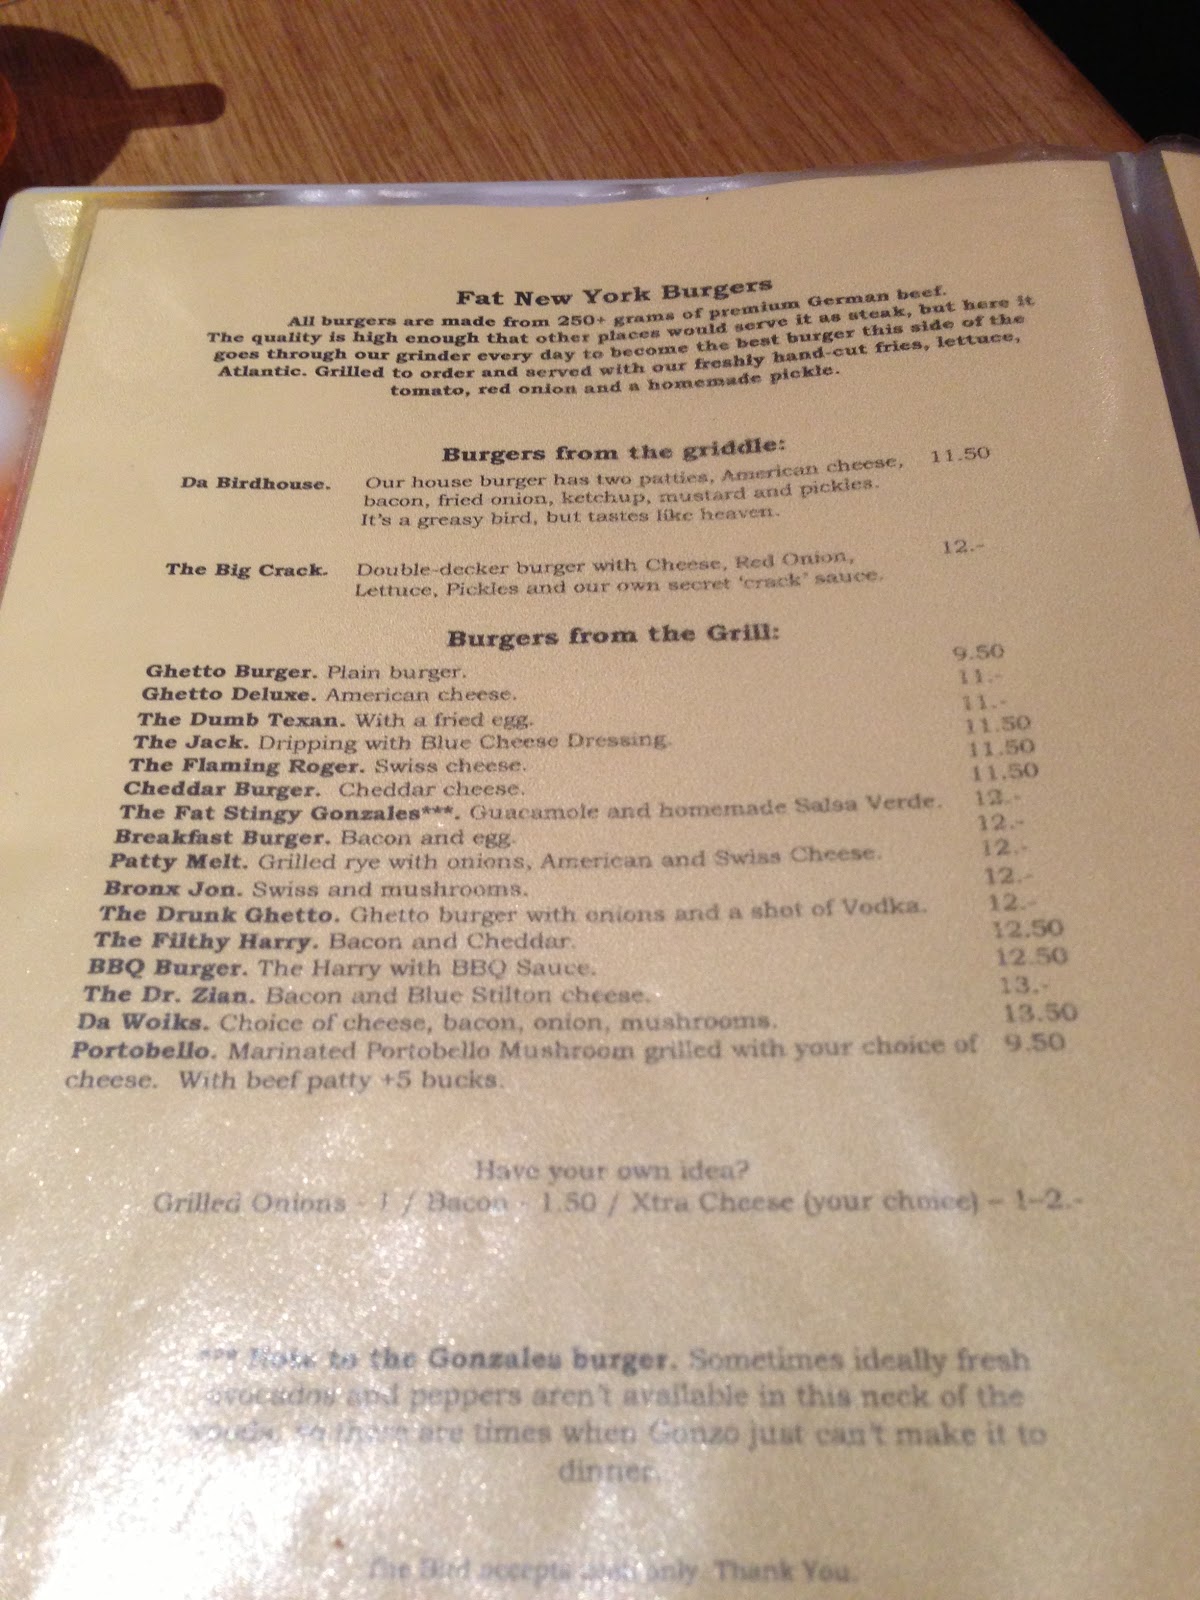 Fat New York Burgers
All burgers are made from 250+ grams of premium German beef.
The quality is high enough that other places would serve it as steak, but here it
goes through our grinder every day to become the best burger this side of the
Atlantic. Grilled to order and served with our freshly hand-cut fries, lettuce,
tomato, red onion and a homemade pickle.
Burgers from the griddle:
Da Birdhouse. Our house burger has two patties, American cheese, 11.50
bacon, fried onion, ketchup, mustard and pickles.
It's a greasy bird, but tastes like heaven.
The Big Crack. Double-decker burger with Cheese, Red Onion, 12.-
Lettuce, Pickles and our own secret 'crack' sauce.
Burgers from the Grill:
Ghetto Burger. Plain burger. 9.50
Ghetto Deluxe. American cheese. 11.-
The Dumb Texan. With a fried egg. 11.-
The Jack. Dripping with Blue Cheese Dressing. 11.50
The Flaming Roger. Swiss cheese. 11.50
Cheddar Burger. Cheddar cheese. 11.50
The Fat Stingy Gonzales***. Guacamole and homemade Salsa Verde. 12.-
Breakfast Burger. Bacon and egg. 12.-
Patty Melt. Grilled rye with onions, American and Swiss Cheese. 12.-
Bronx Jon. Swiss and mushrooms. 12.-
The Drunk Ghetto. Ghetto burger with onions and a shot of Vodka. 12.-
The Filthy Harry. Bacon and Cheddar. 12.50
BBQ Burger. The Harry with BBQ Sauce. 12.50
The Dr. Zian. Bacon and Blue Stilton cheese. 13.-
Da Woiks. Choice of cheese, bacon, onion, mushrooms. 13.50
Portobello. Marinated Portobello Mushroom grilled with your choice of 9.50
cheese. With beef patty +5 bucks.
Have your own idea?
Grilled Onions - 1 / Bacon - 1.50 / Xtra Cheese (your choice) – 1–2.-
*** Note to the Gonzales burger. Sometimes ideally fresh
avocados and peppers aren't available in this neck of the
woods, so there are times when Gonzo just can't make it to
dinner.
The Bird accepts only. Thank You.